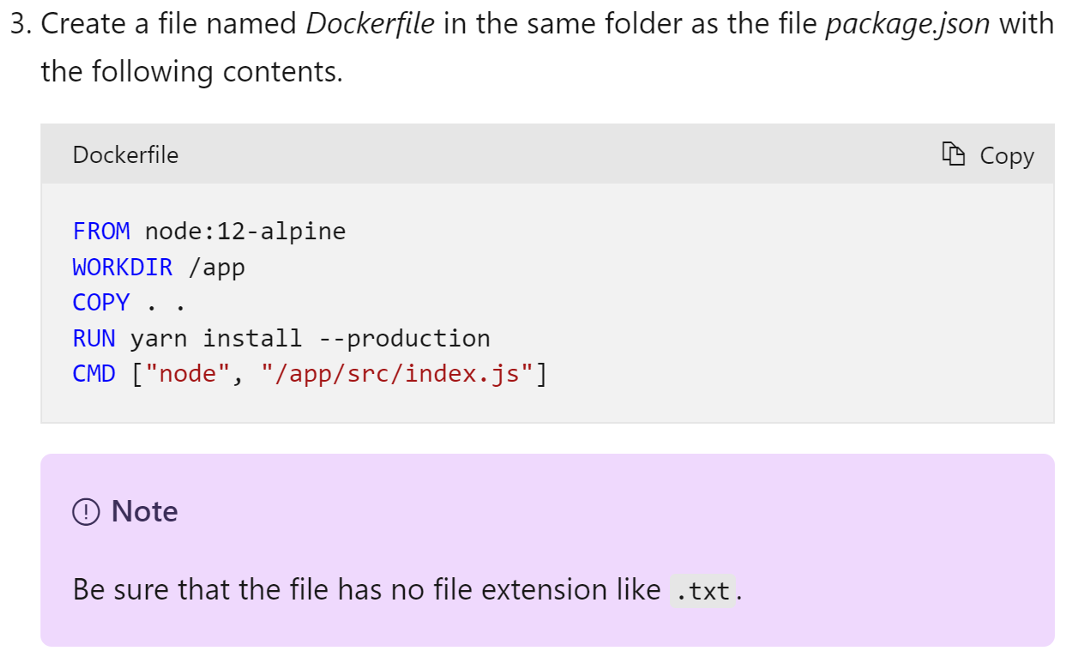 3. Create a file named Dockerfile in the same folder as the file package.json with
the following contents.
Dockerfile
Copy
FROM node:12-alpine
WORKDIR /app
COPY . .
RUN yarn install --production
CMD ["node", "/app/src/index.js"]
Note
Be sure that the file has no file extension like .txt.